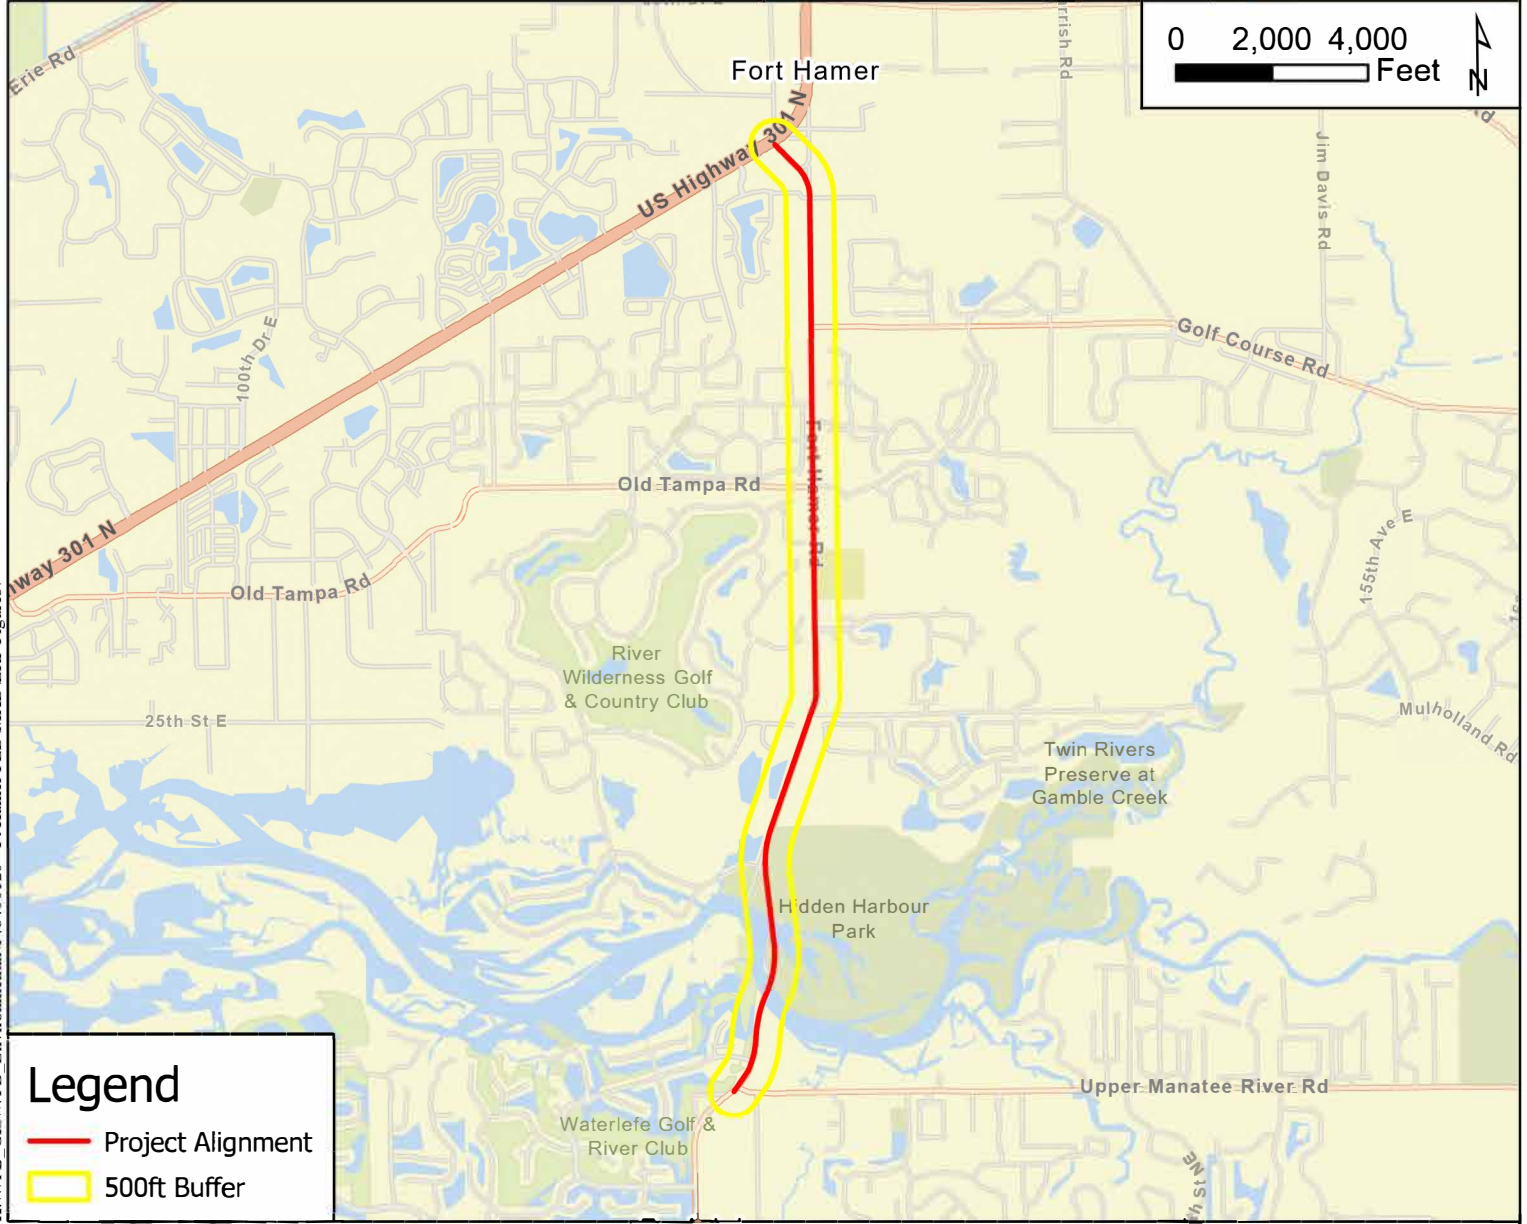 0 2,000 4,000
Feet
N
Fort Hamer
Erie Rd
US Highway 301 N
Jim Davis Rd
Golf Course Rd
100th Dr E
Fort Hamer Rd
Old Tampa Rd
155th Ave E
way 301 N
Old Tampa Rd
River
Wilderness Golf
& Country Club
25th St E
Mulholland Rd
Twin Rivers
Preserve at
Gamble Creek
Hidden Harbour
Park
Upper Manatee River Rd
Waterlefe Golf &
River Club
St NE
Legend
Project Alignment
500ft Buffer